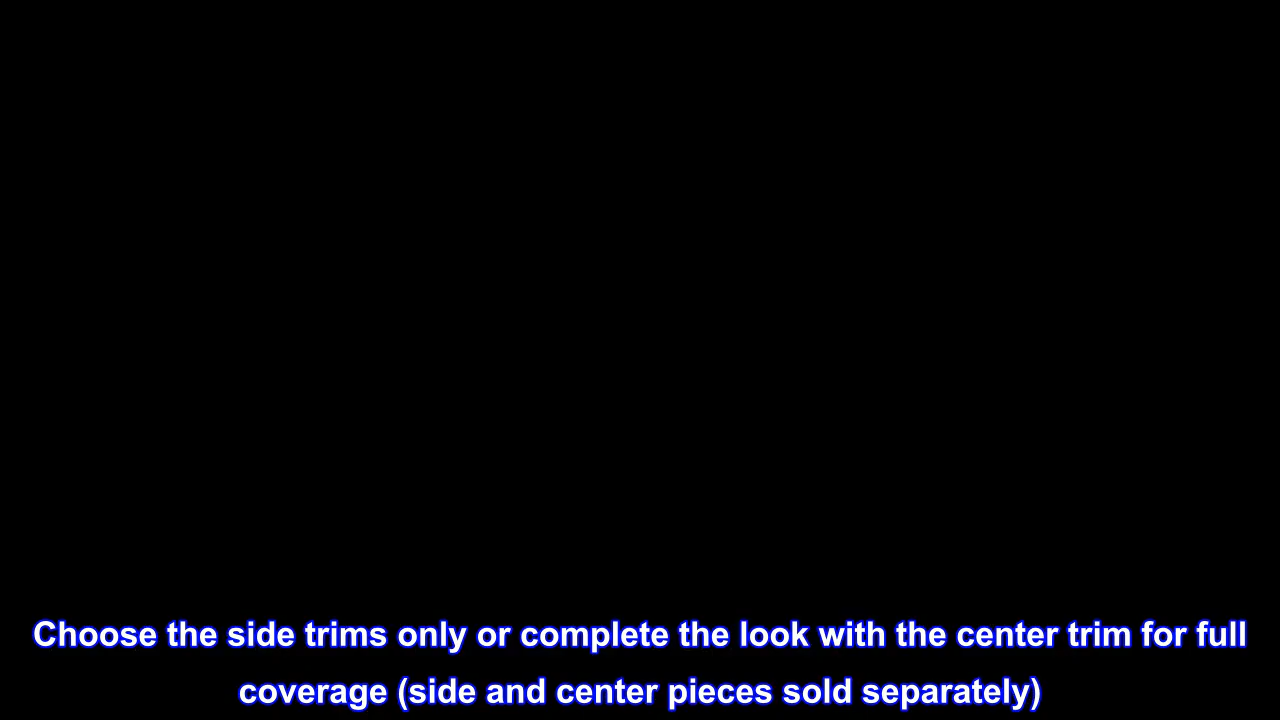 Choose the side trims only or complete the look with the center trim for full
coverage (side and center pieces sold separately)